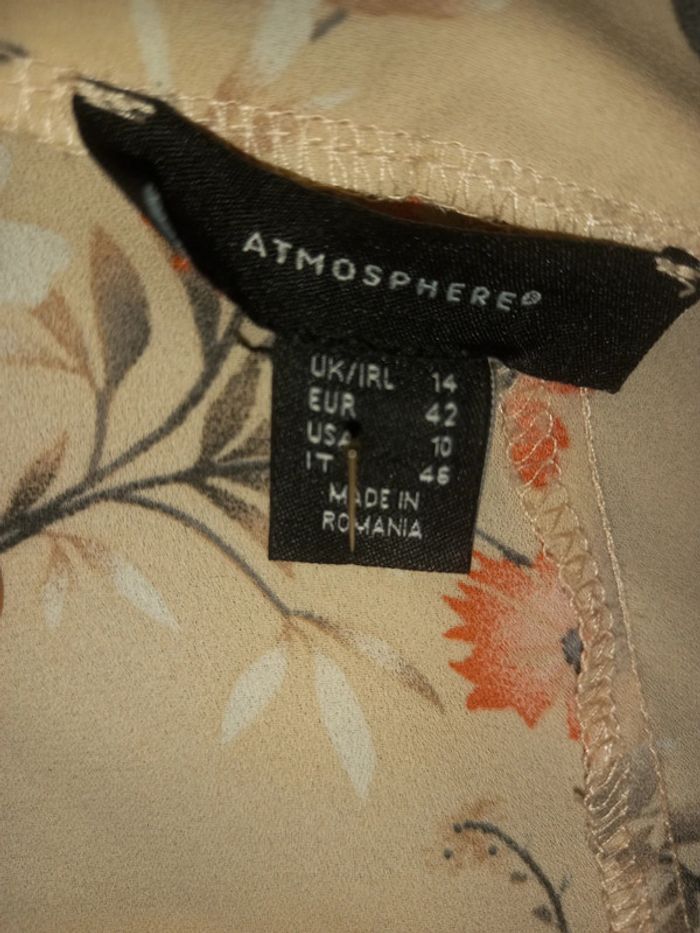 ATMOSPHERE®
UK/IRL 14
EUR 42
USA 10
IT 46
MADE IN
ROMANIA